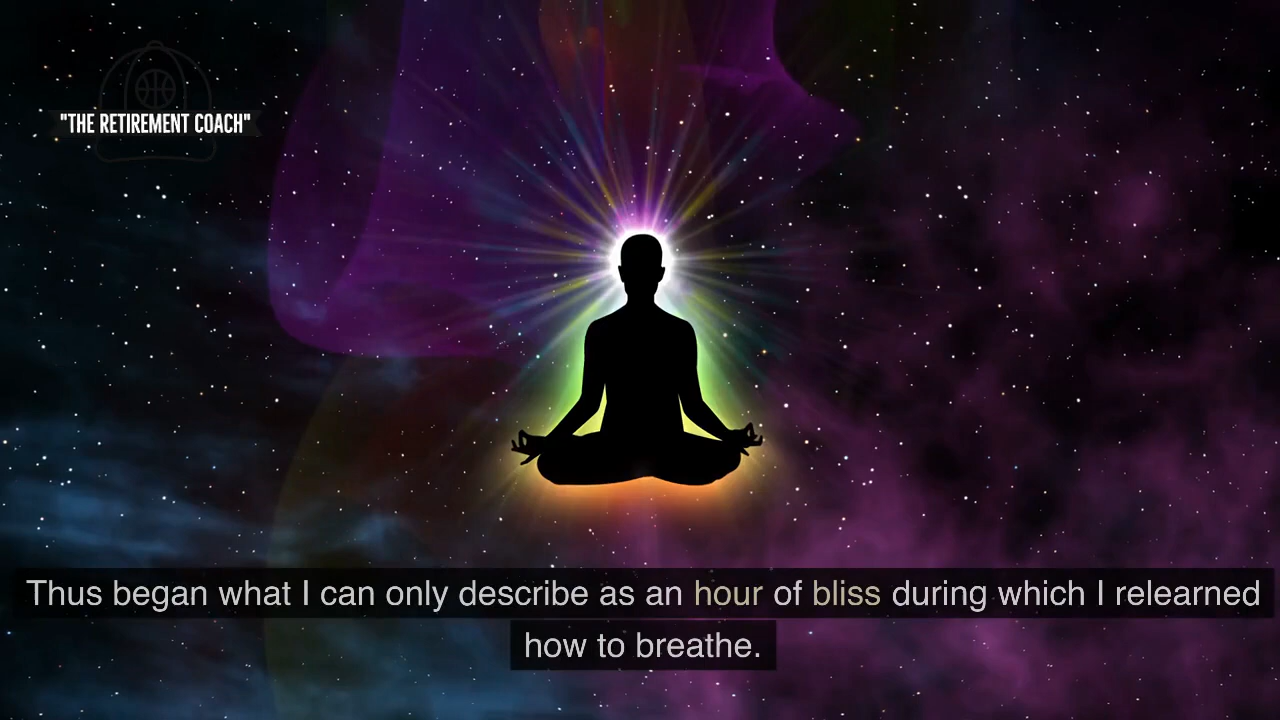 "THE RETIREMENT COACH"
Thus began what I can only describe as an hour of bliss during which I relearned
how to breathe.